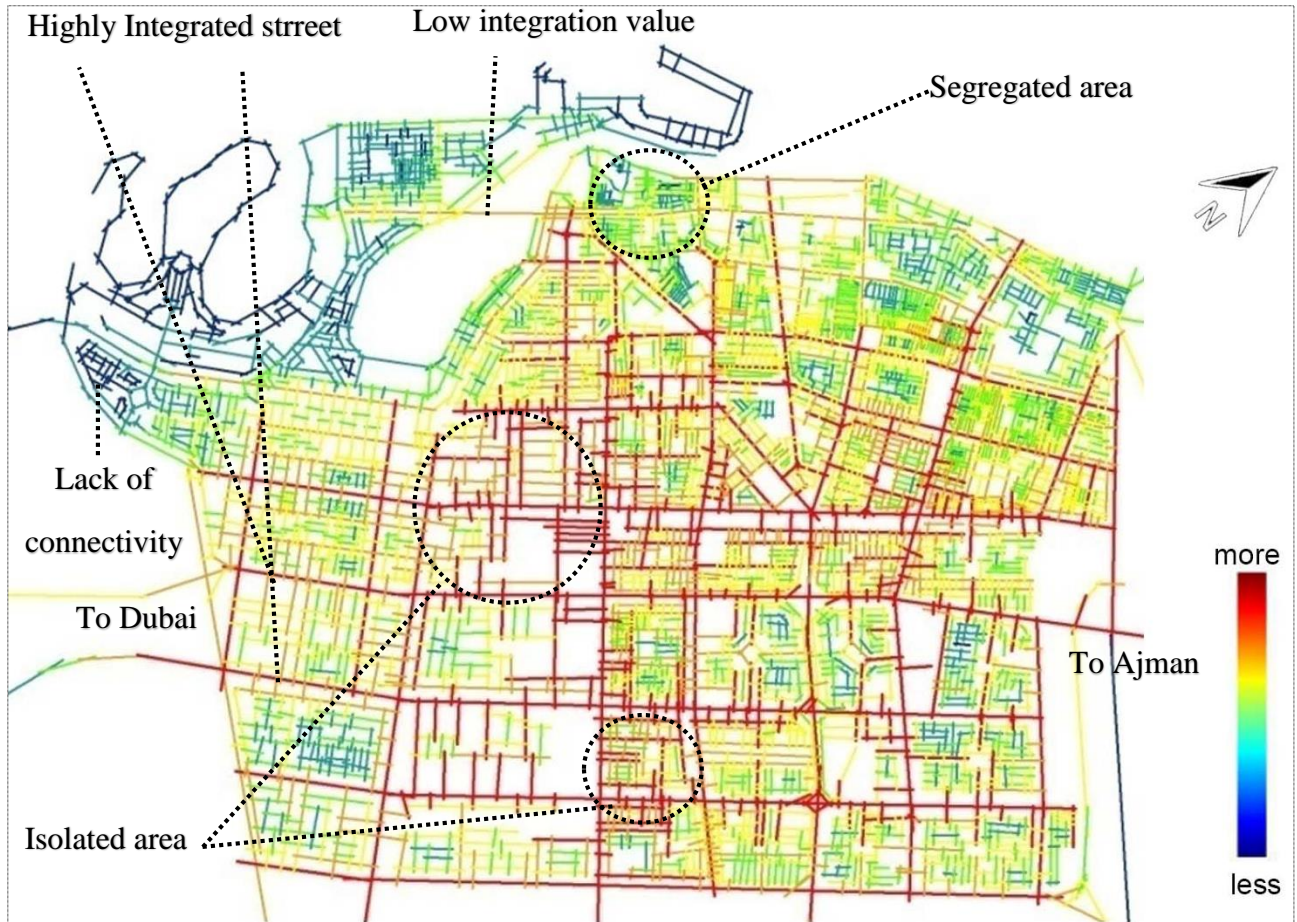 Highly Integrated strreet
Low integration value
Segregated area
N
Lack of
connectivity
To Dubai
To Ajman
Isolated area
more
less